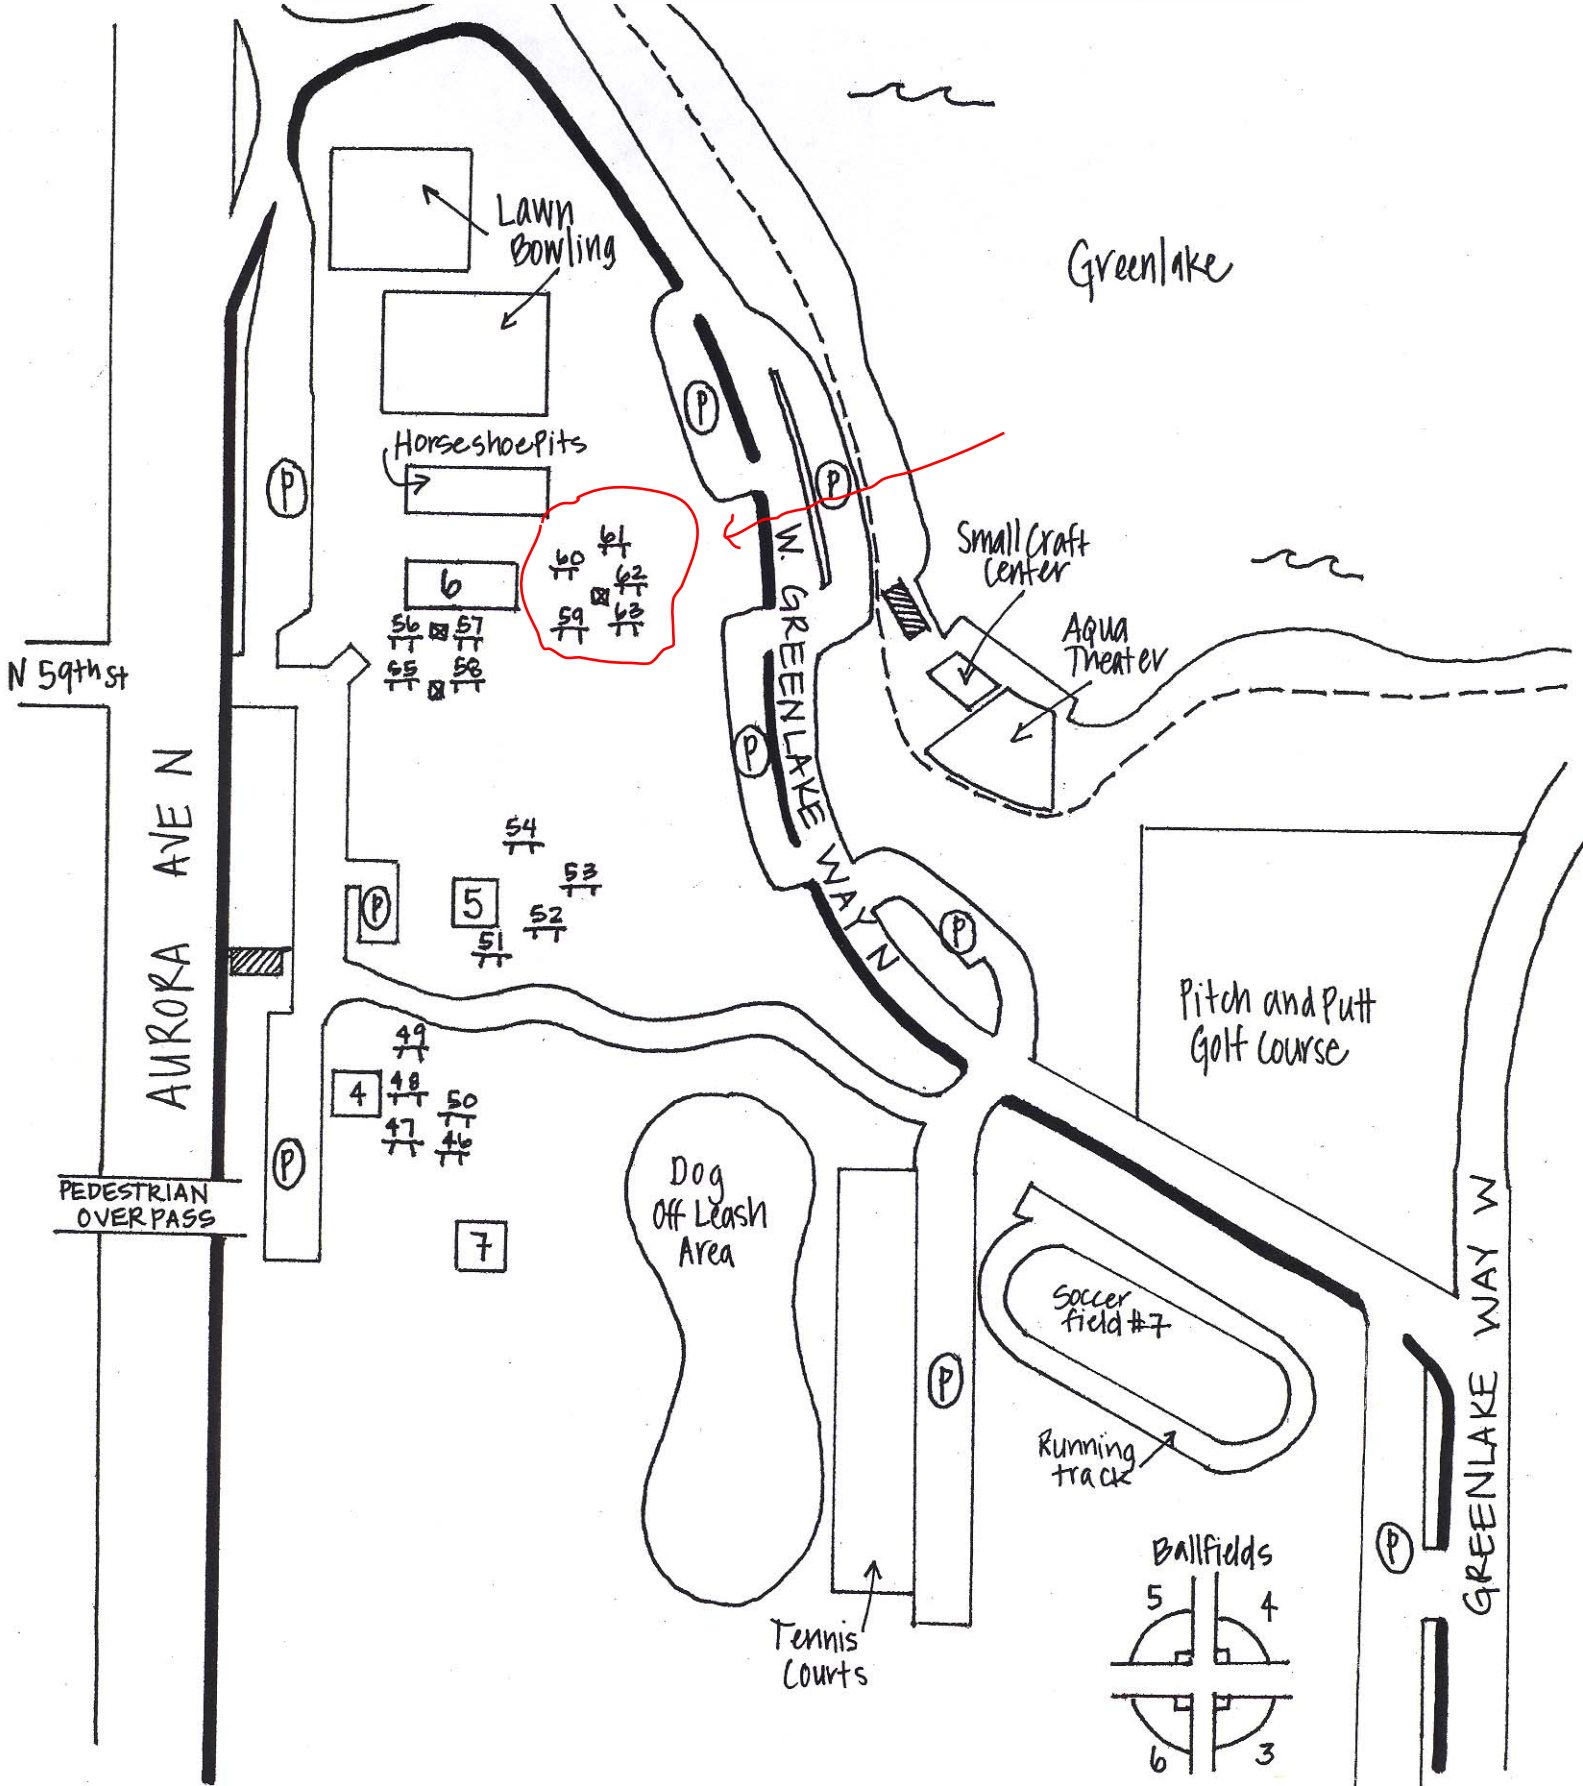 Lawn
Bowling
Greenlake
Horseshoe Pits
P
P
P
61
60
62
59
63
6
56
57
55
58
Small Craft
Center
Aqua
Theater
N 59th St
W. GREENLAKE WAY N
P
AURORA AVE N
54
53
5
52
51
P
P
Pitch and Putt
Golf Course
49
4
48
50
47
46
P
PEDESTRIAN
OVERPASS
7
Dog
Off Leash
Area
Soccer
field #7
GREENLAKE WAY W
P
Running
track
P
Ballfields
5
4
6
3
Tennis
Courts